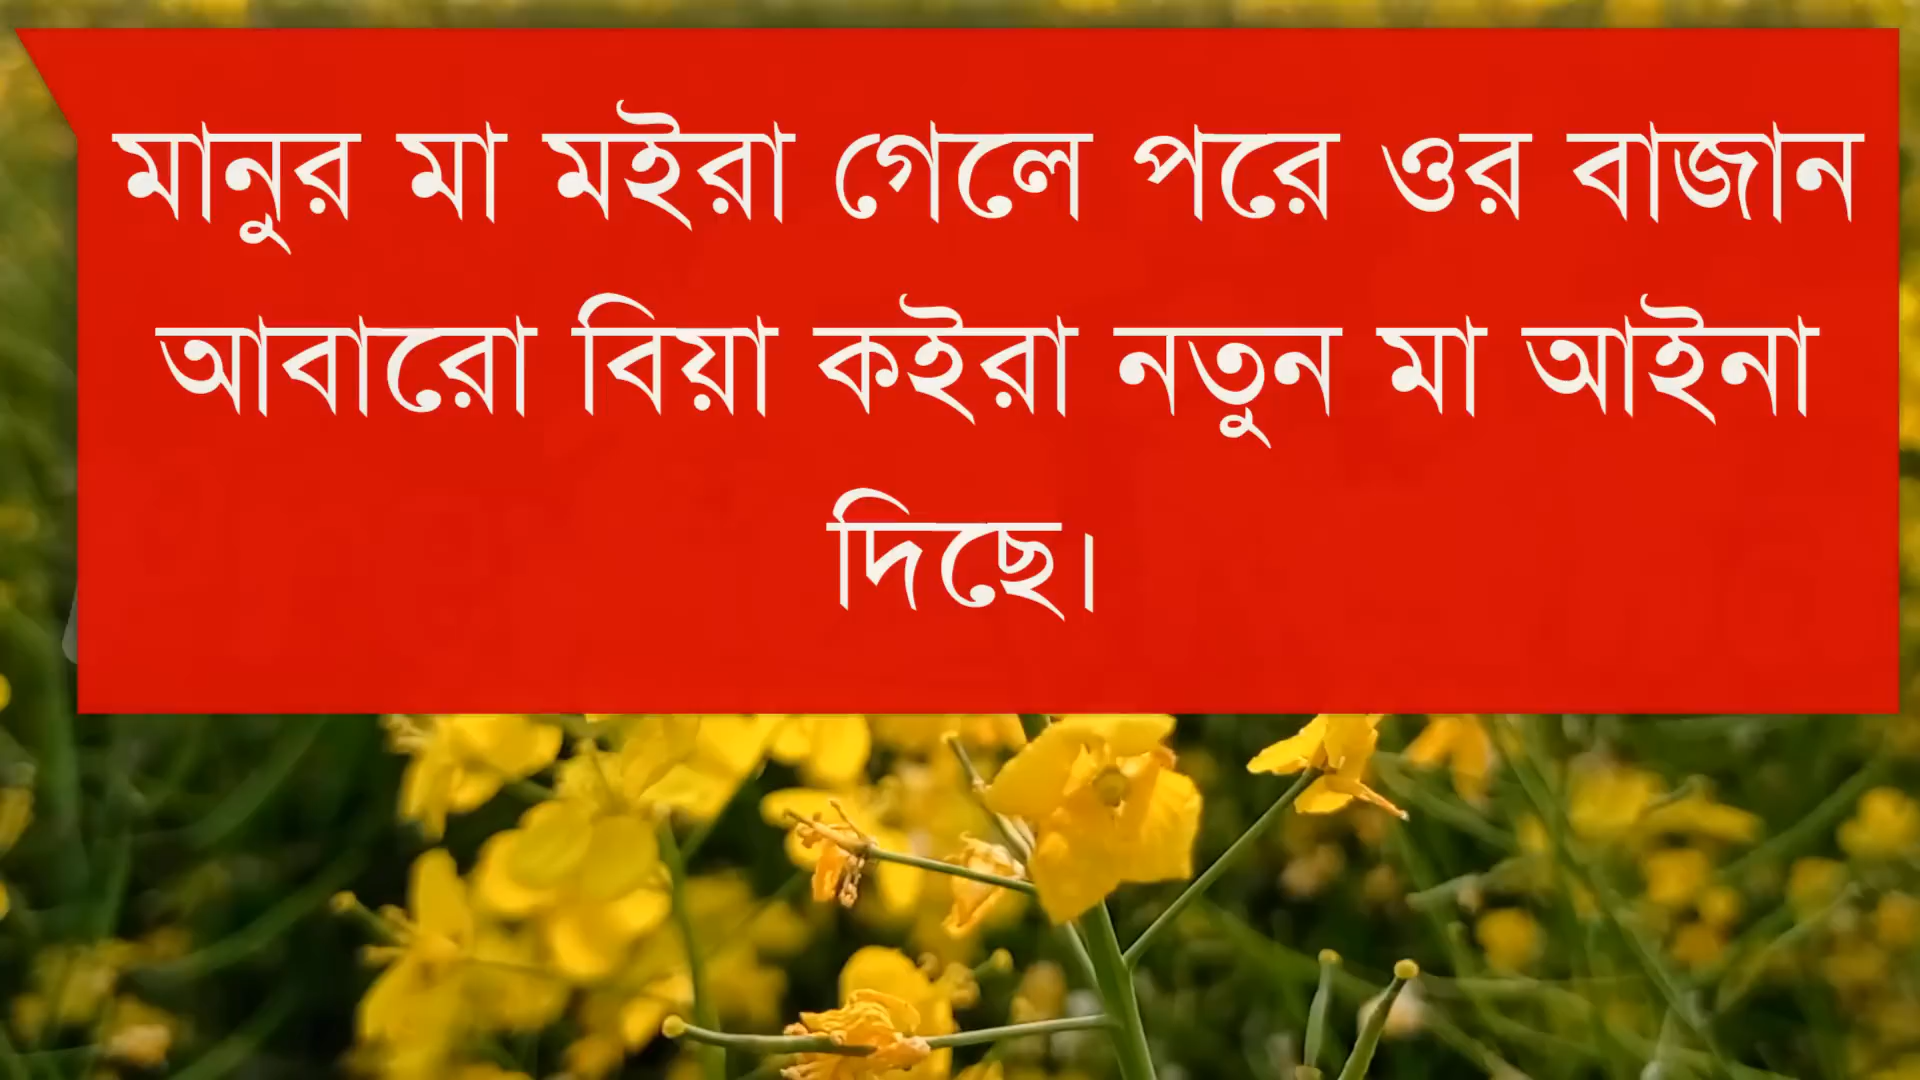 মানুর মা মইরা গেলে পরে ওর বাজান
আবারো বিয়া কইরা নতুন মা আইনা
দিছে।